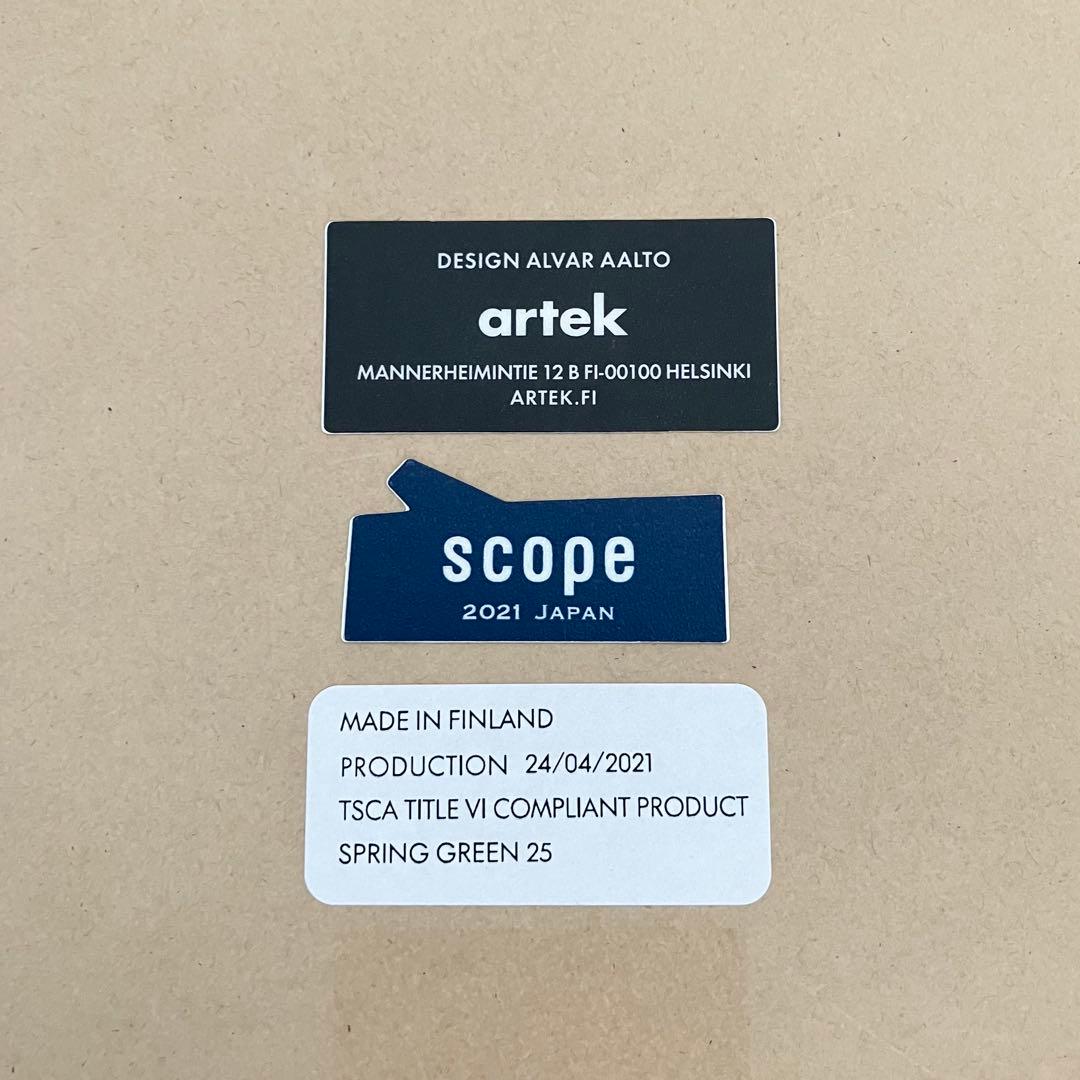 DESIGN ALVAR AALTO
artek
MANNERHEIMINTIE 12 B FI-00100 HELSINKI
ARTEK.FI
scope
2021 JAPAN
MADE IN FINLAND
PRODUCTION 24/04/2021
TSCA TITLE VI COMPLIANT PRODUCT
SPRING GREEN 25